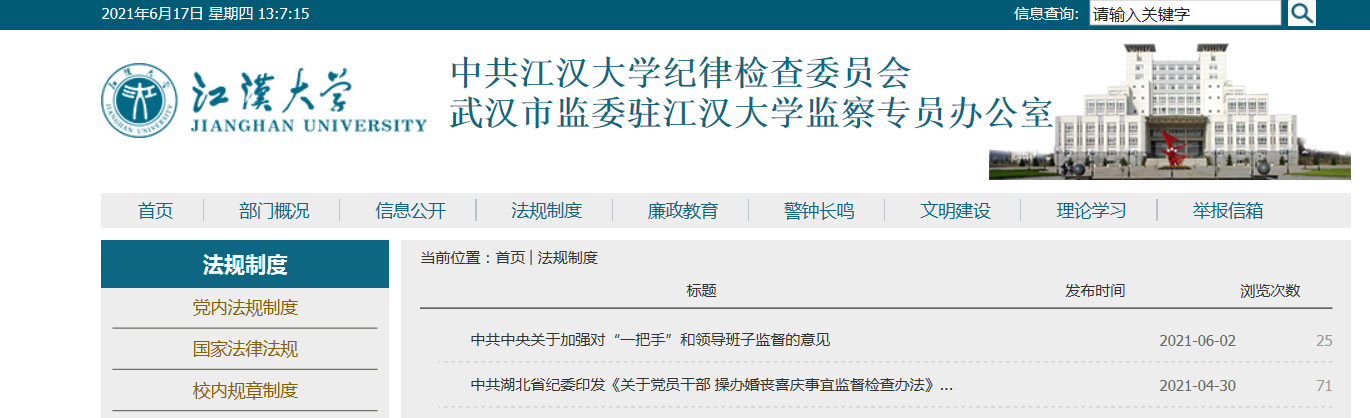 2021年6月17日 星期四 13:7:15
信息查询: 请输入关键字
江汉大学
JIANGHAN UNIVERSITY
中共江汉大学纪律检查委员会
武汉市监委驻江汉大学监察专员办公室
首页 部门概况 信息公开 法规制度 廉政教育 警钟长鸣 文明建设 理论学习 举报信箱
法规制度
党内法规制度
国家法律法规
校内规章制度
当前位置：首页 | 法规制度
标题 发布时间 浏览次数
中共中央关于加强对“一把手”和领导班子监督的意见 2021-06-02 25
中共湖北省纪委印发《关于党员干部 操办婚丧喜庆事宜监督检查办法》... 2021-04-30 71